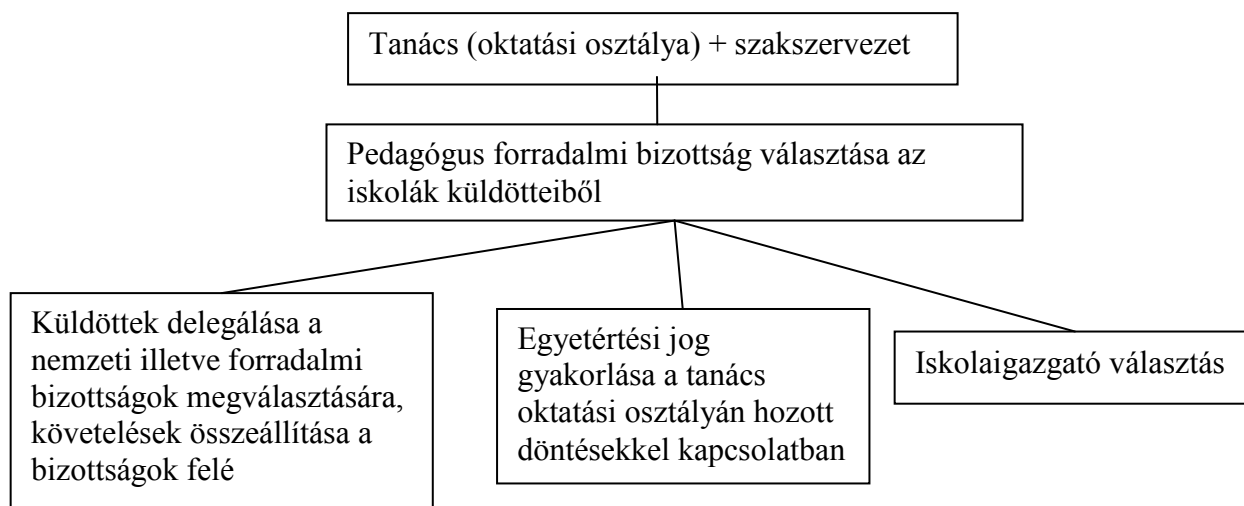 Tanács (oktatási osztálya) + szakszervezet
Pedagógus forradalmi bizottság választása az
iskolák küldötteiből
Küldöttek delegálása a
nemzeti illetve forradalmi
bizottságok megválasztására,
követelések összeállítása a
bizottságok felé
Egyetértési jog
gyakorlása a tanács
oktatási osztályán hozott
döntésekkel kapcsolatban
Iskolaigazgató választás